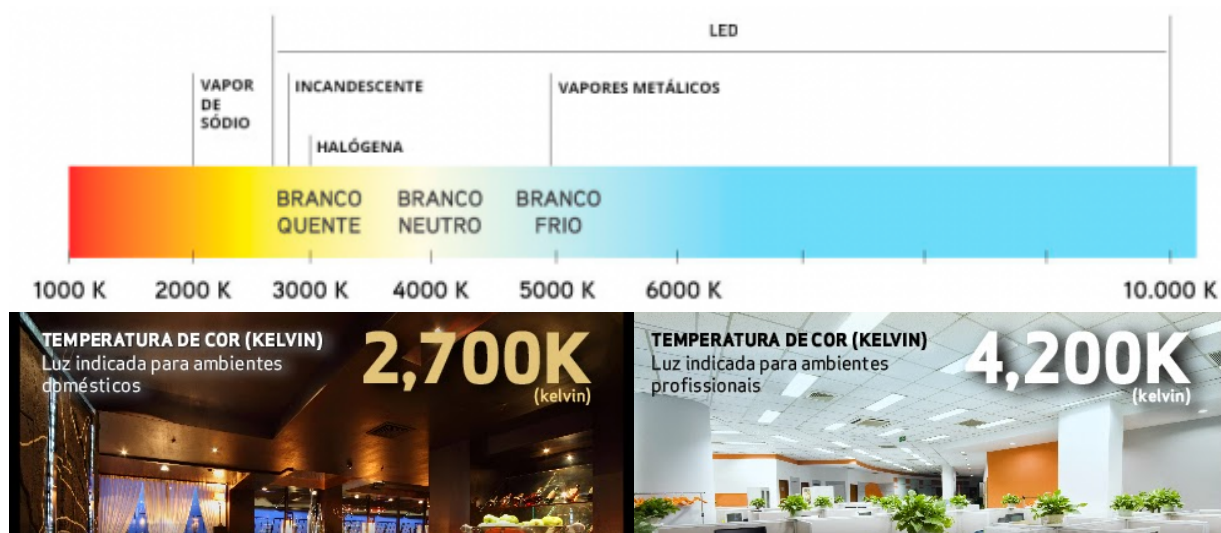 LED
VAPOR
DE
SÓDIO
INCANDESCENTE
VAPORES METÁLICOS
HALÓGENA
BRANCO
QUENTE
BRANCO
NEUTRO
BRANCO
FRIO
1000 K
2000 K
3000 K
4000 K
5000 K
6000 K
10.000 K
TEMPERATURA DE COR (KELVIN)
Luz indicada para ambientes
domésticos
2,700K
(kelvin)
TEMPERATURA DE COR (KELVIN)
Luz indicada para ambientes
profissionais
4,200K
(kelvin)